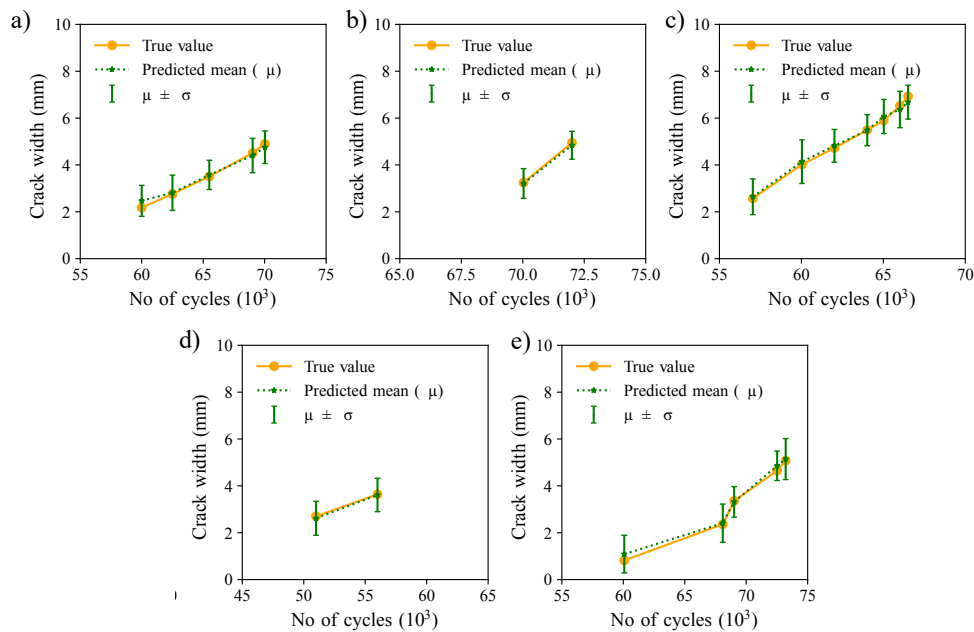 a)
10
8
6
4
2
0
Crack width (mm)
True value
Predicted mean ( μ)
μ ± σ
55 60 65 70 75
No of cycles (10³)
b)
10
8
6
4
2
0
Crack width (mm)
True value
Predicted mean ( μ)
μ ± σ
65.0 67.5 70.0 72.5 75.0
No of cycles (10³)
c)
10
8
6
4
2
0
Crack width (mm)
True value
Predicted mean ( μ)
μ ± σ
55 60 65 70
No of cycles (10³)
d)
10
8
6
4
2
0
Crack width (mm)
True value
Predicted mean ( μ)
μ ± σ
45 50 55 60 65
No of cycles (10³)
e)
10
8
6
4
2
0
Crack width (mm)
True value
Predicted mean ( μ)
μ ± σ
55 60 65 70 75
No of cycles (10³)